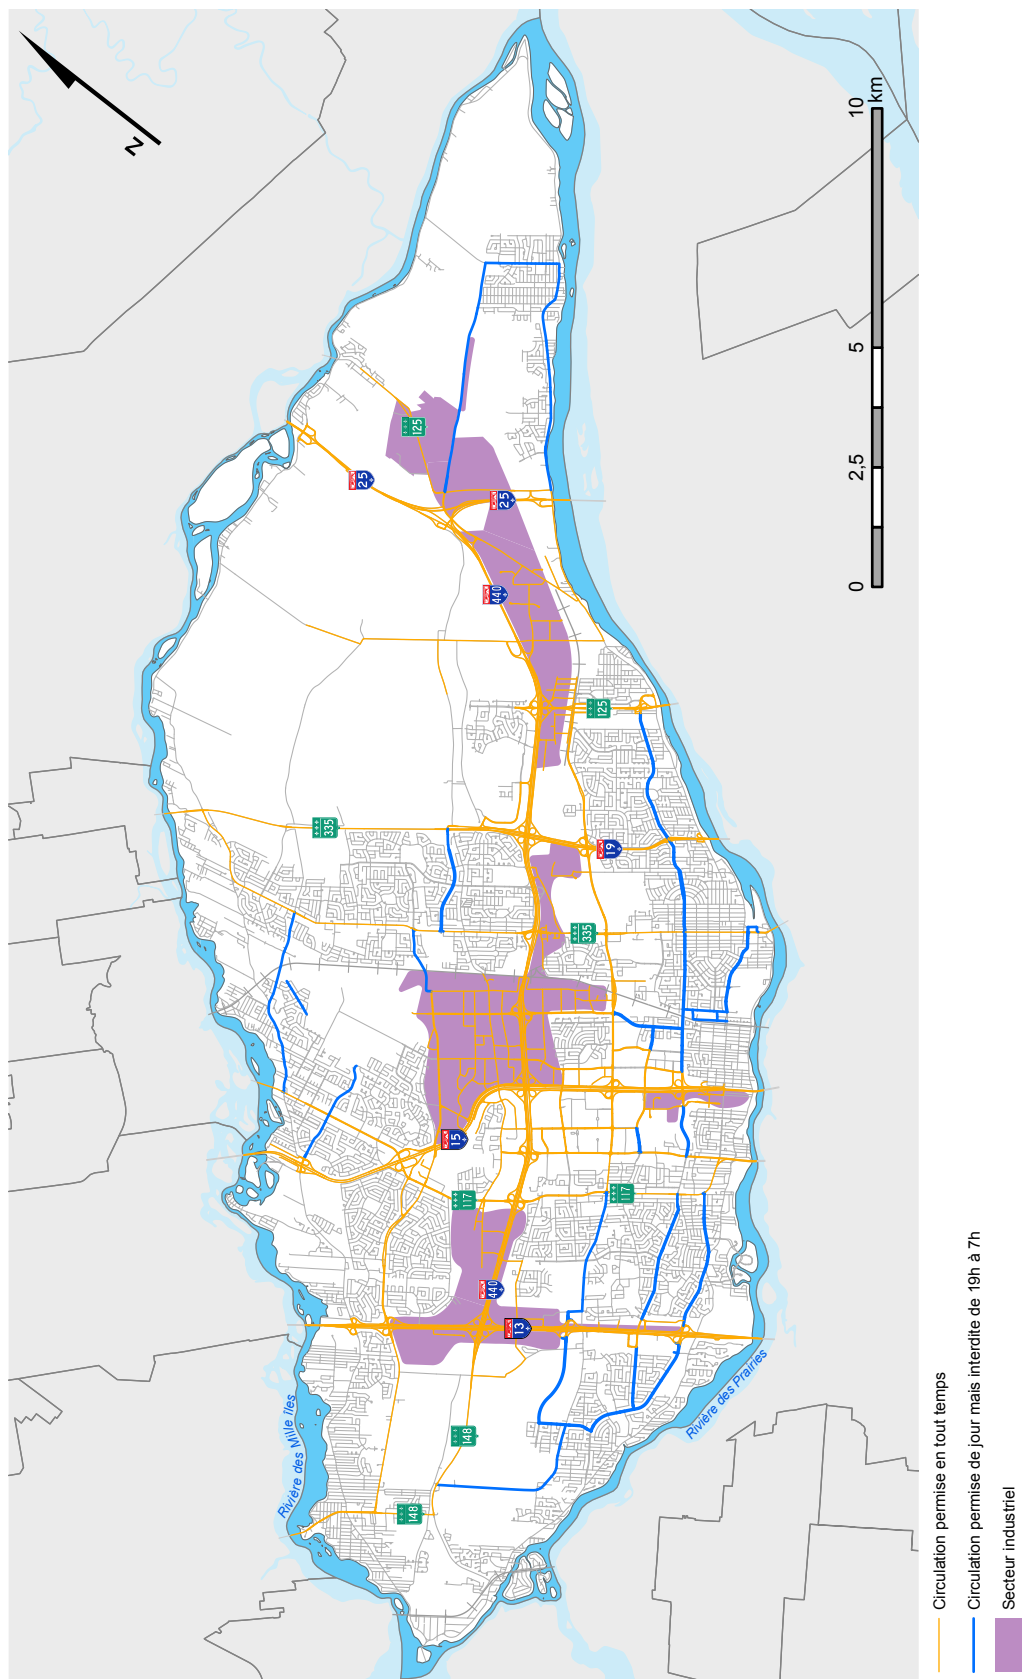 N
125
25
25
440
125
335
19
335
15
117
117
440
13
148
148
Rivière des Mille îles
Rivière des Prairies
0 2,5 5 10
km
Circulation permise en tout temps
Circulation permise de jour mais interdite de 19h à 7h
Secteur industriel